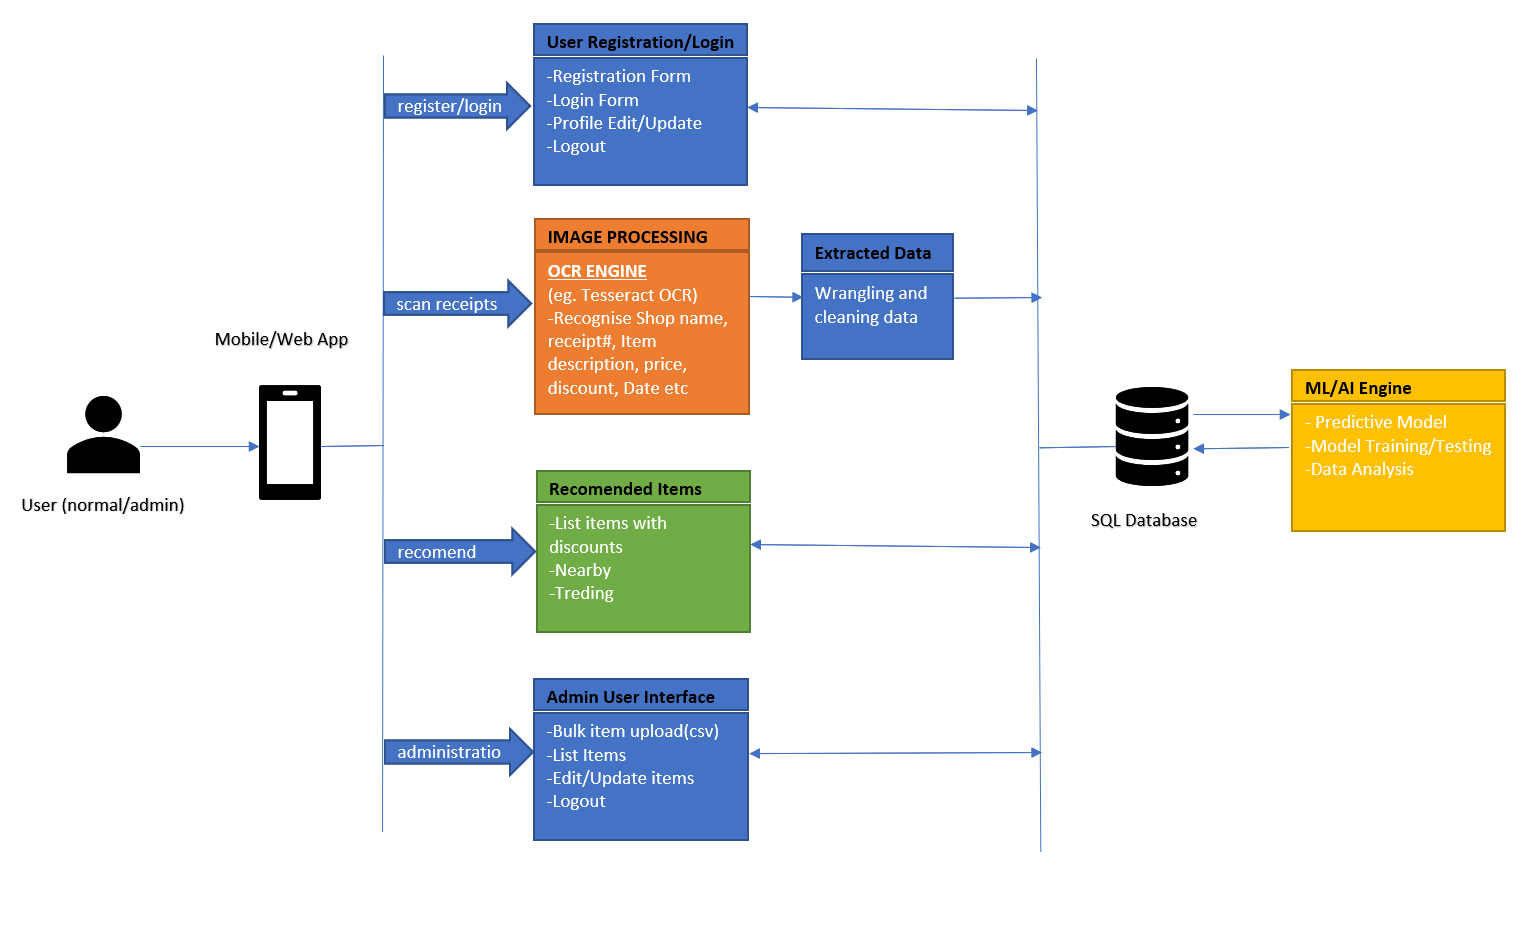 User Registration/Login
-Registration Form
-Login Form
-Profile Edit/Update
-Logout
register/login
IMAGE PROCESSING
OCR ENGINE
(eg. Tesseract OCR)
-Recognise Shop name,
receipt#, Item
description, price,
discount, Date etc
scan receipts
Extracted Data
Wrangling and
cleaning data
Mobile/Web App
User (normal/admin)
ML/AI Engine
- Predictive Model
-Model Training/Testing
-Data Analysis
SQL Database
Recomended Items
-List items with
discounts
-Nearby
-Treding
recomend
Admin User Interface
-Bulk item upload(csv)
-List Items
-Edit/Update items
-Logout
administratio